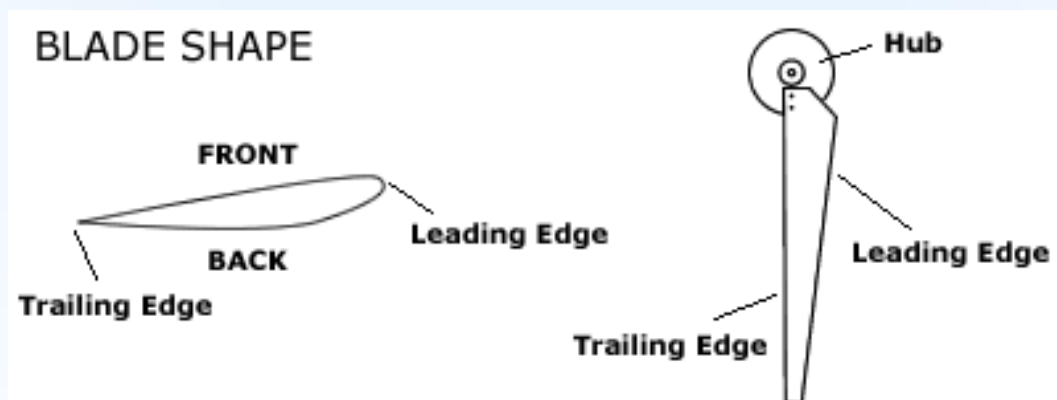 BLADE SHAPE
FRONT
Leading Edge
BACK
Trailing Edge
Hub
Leading Edge
Trailing Edge